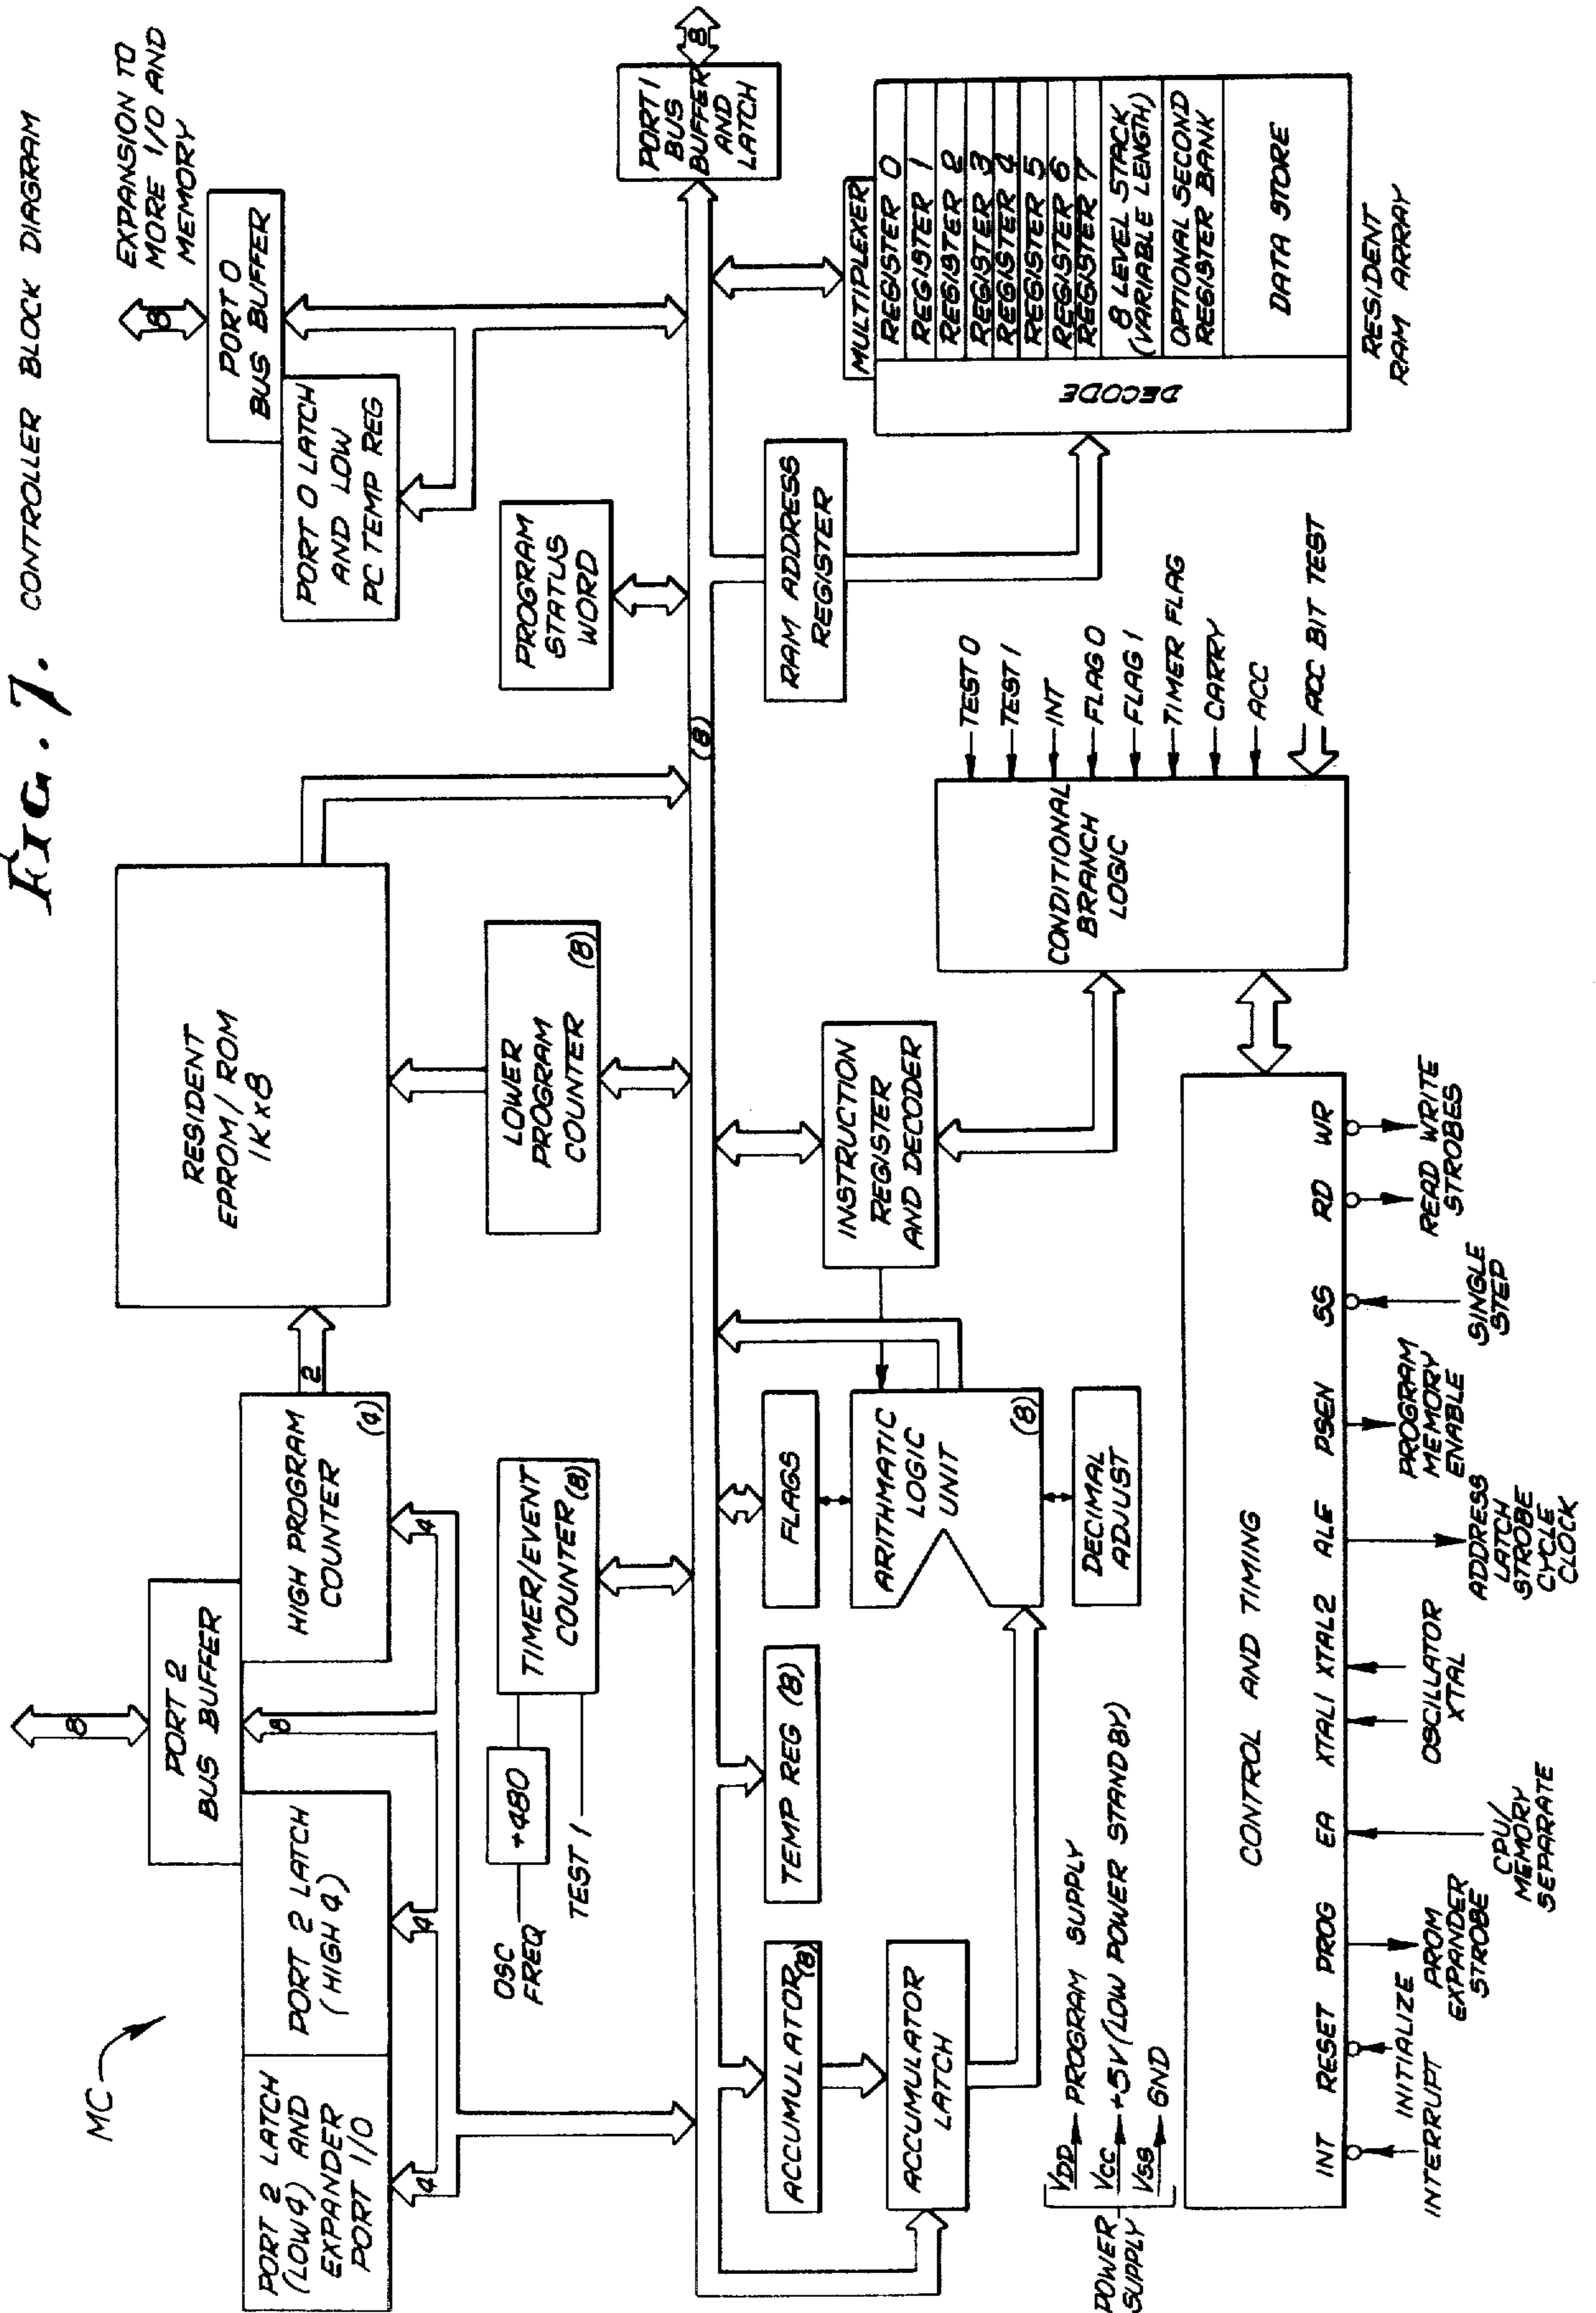 FIG. 7. CONTROLLER BLOCK DIAGRAM
MC
8
PORT 2
BUS BUFFER
PORT 2 LATCH
(LOW 4) AND
EXPANDER
PORT I/O
PORT 2 LATCH
(HIGH 4)
HIGH PROGRAM
COUNTER
(4)
4
4
8
4
2
RESIDENT
EPROM/ROM
1K x 8
LOWER
PROGRAM
COUNTER
(8)
OSC
FREQ
+480
TEST 1
TIMER/EVENT
COUNTER (8)
EXPANSION TO
MORE I/O AND
MEMORY
8
PORT 0
BUS BUFFER
PORT 0 LATCH
AND LOW
PC TEMP REG
PROGRAM
STATUS
WORD
PORT 1
BUS
BUFFER
AND
LATCH
8
(8)
ACCUMULATOR (8)
ACCUMULATOR
LATCH
TEMP REG (8)
FLAGS
ARITHMATIC
LOGIC
UNIT
(8)
DECIMAL
ADJUST
INSTRUCTION
REGISTER
AND DECODER
RAM ADDRESS
REGISTER
MULTIPLEXER
REGISTER 0
REGISTER 1
REGISTER 2
REGISTER 3
REGISTER 4
REGISTER 5
REGISTER 6
REGISTER 7
8 LEVEL STACK
(VARIABLE LENGTH)
OPTIONAL SECOND
REGISTER BANK
DATA STORE
DECODE
RESIDENT
RAM ARRAY
CONDITIONAL
BRANCH
LOGIC
TEST 0
TEST 1
INT
FLAG 0
FLAG 1
TIMER FLAG
CARRY
ACC
ACC BIT TEST
POWER
SUPPLY
VDD PROGRAM SUPPLY
VCC +5V (LOW POWER STANDBY)
VSS GND
CONTROL AND TIMING
INT RESET PROG EA XTAL1 XTAL2 ALE PSEN SS RD WR
INTERRUPT
INITIALIZE
PROM
EXPANDER
STROBE
CPU/
MEMORY
SEPARATE
OSCILLATOR
XTAL
ADDRESS
LATCH
STROBE
CYCLE
CLOCK
PROGRAM
MEMORY
ENABLE
SINGLE
STEP
READ WRITE
STROBES